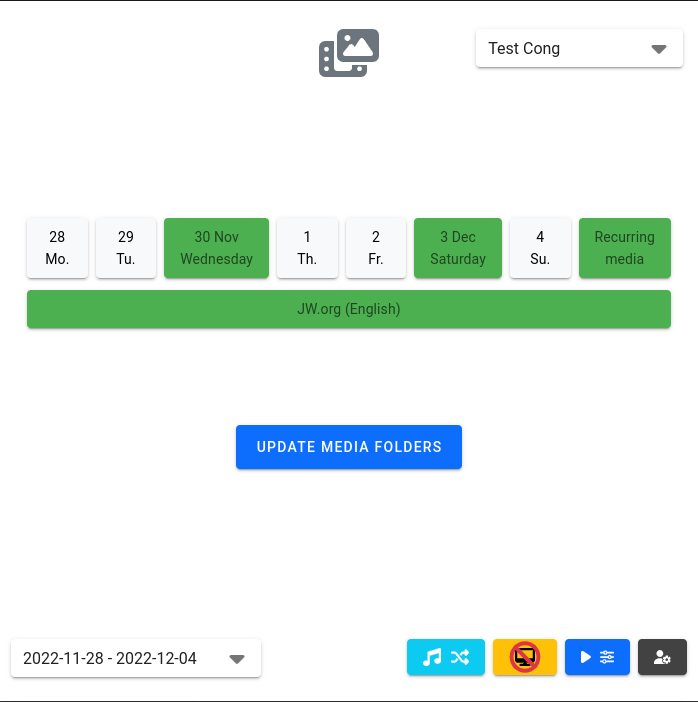 Test Cong
28
Mo.
29
Tu.
30 Nov
Wednesday
1
Th.
2
Fr.
3 Dec
Saturday
4
Su.
Recurring
media
JW.org (English)
UPDATE MEDIA FOLDERS
2022-11-28 - 2022-12-04